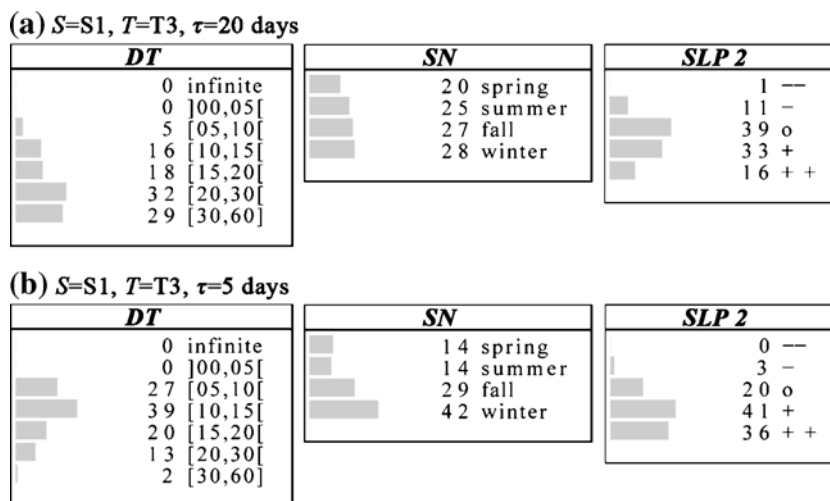 (a) S=S1, T=T3, τ=20 days
DT
0 infinite
0 ]00,05[
5 [05,10[
16 [10,15[
18 [15,20[
32 [20,30[
29 [30,60]
SN
20 spring
25 summer
27 fall
28 winter
SLP 2
1 −−
11 −
39 o
33 +
16 + +
(b) S=S1, T=T3, τ=5 days
DT
0 infinite
0 ]00,05[
27 [05,10[
39 [10,15[
20 [15,20[
13 [20,30[
2 [30,60]
SN
14 spring
14 summer
29 fall
42 winter
SLP 2
0 −−
3 −
20 o
41 +
36 + +